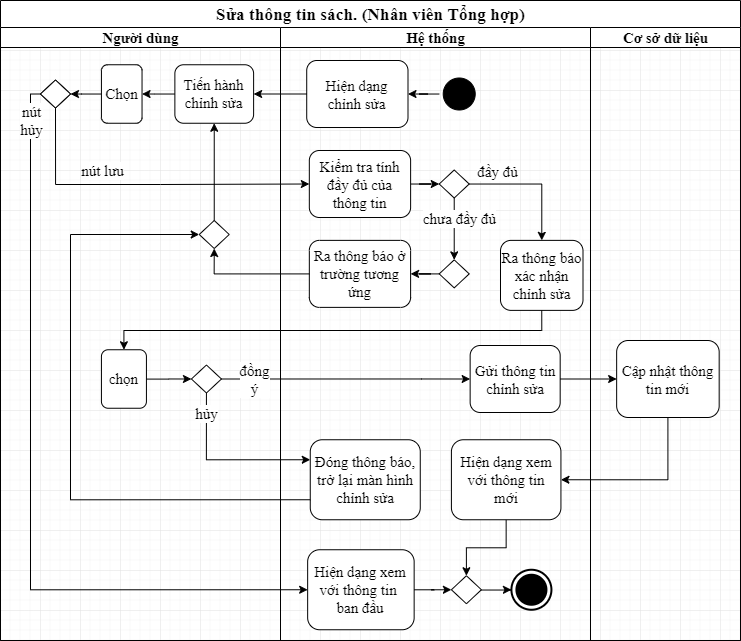 Sửa thông tin sách. (Nhân viên Tổng hợp)
Người dùng
Hệ thống
Cơ sở dữ liệu
nút
hủy
Chọn
Tiến hành
chỉnh sửa
Hiện dạng
chỉnh sửa
nút lưu
Kiểm tra tính
đầy đủ của
thông tin
đầy đủ
chưa đầy đủ
Ra thông báo ở
trường tương
ứng
Ra thông báo
xác nhận
chỉnh sửa
chọn
đồng
ý
hủy
Gửi thông tin
chỉnh sửa
Cập nhật thông
tin mới
Đóng thông báo,
trở lại màn hình
chỉnh sửa
Hiện dạng xem
với thông tin
mới
Hiện dạng xem
với thông tin
ban đầu